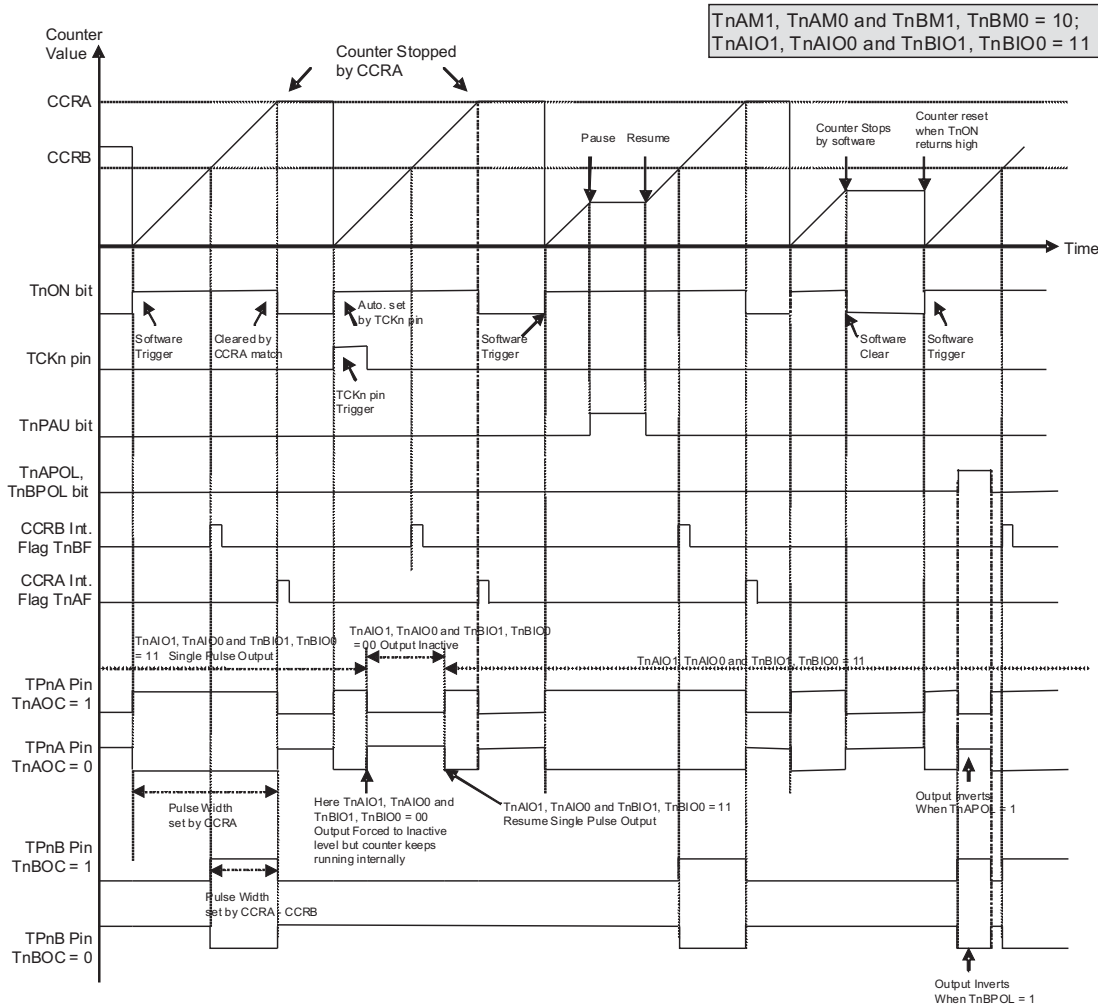 TnAM1, TnAM0 and TnBM1, TnBM0 = 10;
TnAIO1, TnAIO0 and TnBIO1, TnBIO0 = 11
Counter
Value
Counter Stopped
by CCRA
CCRA
CCRB
Pause
Resume
Counter Stops
by software
Counter reset
when TnON
returns high
Time
TnON bit
Software
Trigger
Cleared by
CCRA match
Auto. set
by TCKn pin
Software
Trigger
Software
Clear
Software
Trigger
TCKn pin
TCKn pin
Trigger
TnPAU bit
TnAPOL,
TnBPOL bit
CCRB Int.
Flag TnBF
CCRA Int.
Flag TnAF
TnAIO1, TnAIO0 and TnBIO1, TnBIO0
= 11 Single Pulse Output
TnAIO1, TnAIO0 and TnBIO1, TnBIO0
= 00 Output Inactive
TnAIO1, TnAIO0 and TnBIO1, TnBIO0 = 11
TPnA Pin
TnAOC = 1
TPnA Pin
TnAOC = 0
Pulse Width
set by CCRA
Here TnAIO1, TnAIO0 and
TnBIO1, TnBIO0 = 00
Output Forced to Inactive
level but counter keeps
running internally
TnAIO1, TnAIO0 and TnBIO1, TnBIO0 = 11
Resume Single Pulse Output
Output Inverts
When TnAPOL = 1
TPnB Pin
TnBOC = 1
Pulse Width
set by CCRA - CCRB
TPnB Pin
TnBOC = 0
Output Inverts
When TnBPOL = 1